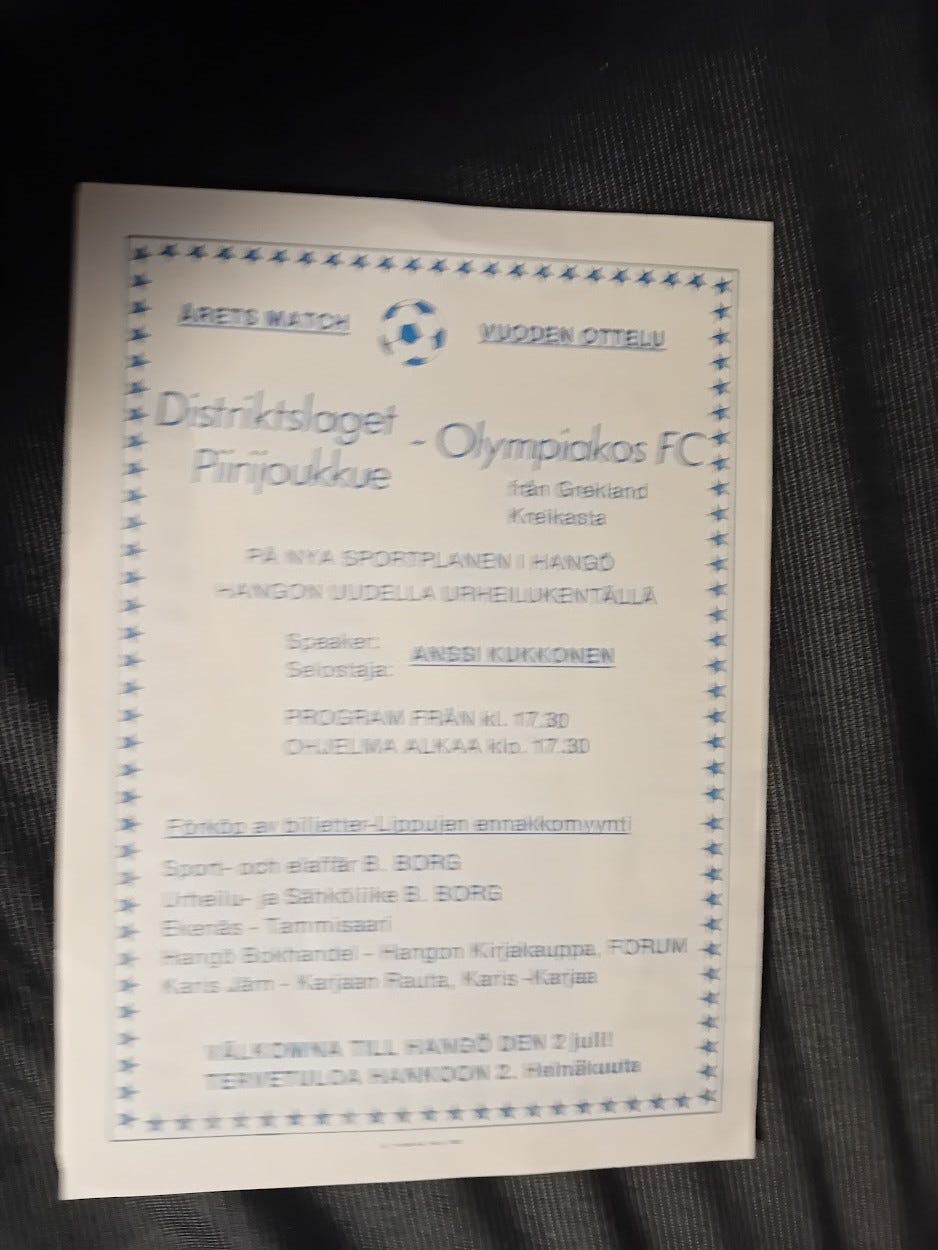 ÅRETS MATCH VUODEN OTTELU
Distriktslaget
Piirijoukkue
- Olympiakos FC
från Grekland
Kreikasta
PÅ NYA SPORTPLANEN I HANGÖ
HANGON UUDELLA URHEILUKENTÄLLÄ
Speaker:
Selostaja:
ANSSI KUKKONEN
PROGRAM FRÅN kl. 17.30
OHJELMA ALKAA klo. 17.30
Förköp av biljetter-Lippujen ennakkomyynti
Sport- och elaffär B. BORG
Urheilu- ja Sähköliike B. BORG
Ekenäs - Tammisaari
Hangö Bokhandel - Hangon Kirjakauppa, FORUM
Karis Järn - Karjaan Rauta, Karis -Karjaa
VÄLKOMNA TILL HANGÖ DEN 2 juli!
TERVETULOA HANKOON 2. Heinäkuuta